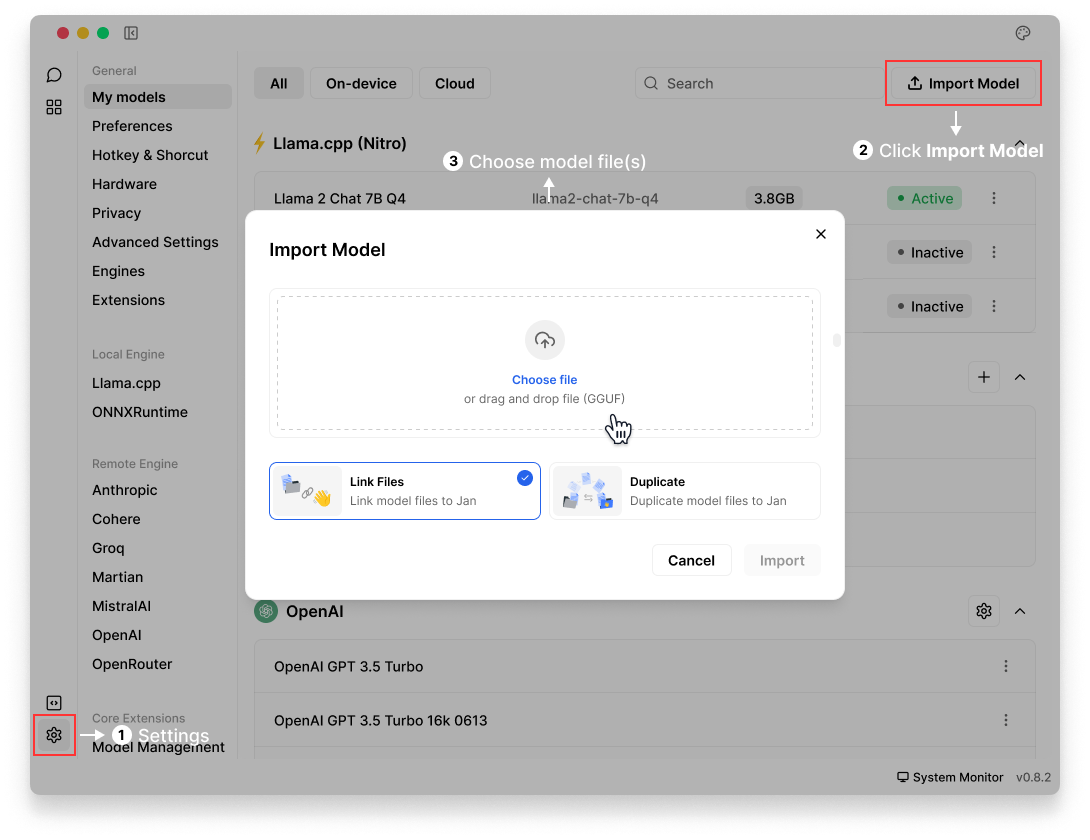 General
My models
Preferences
Hotkey & Shorcut
Hardware
Privacy
Advanced Settings
Engines
Extensions
Local Engine
Llama.cpp
ONNXRuntime
Remote Engine
Anthropic
Cohere
Groq
Martian
MistralAI
OpenAI
OpenRouter
Core Extensions
Model Management
1 Settings
All
On-device
Cloud
Search
Import Model
2 Click Import Model
Llama.cpp (Nitro)
3 Choose model file(s)
Llama 2 Chat 7B Q4
llama2-chat-7b-q4
3.8GB
Active
Inactive
Inactive
Import Model
Choose file
or drag and drop file (GGUF)
Link Files
Link model files to Jan
Duplicate
Duplicate model files to Jan
Cancel
Import
OpenAI
OpenAI GPT 3.5 Turbo
OpenAI GPT 3.5 Turbo 16k 0613
System Monitor
v0.8.2